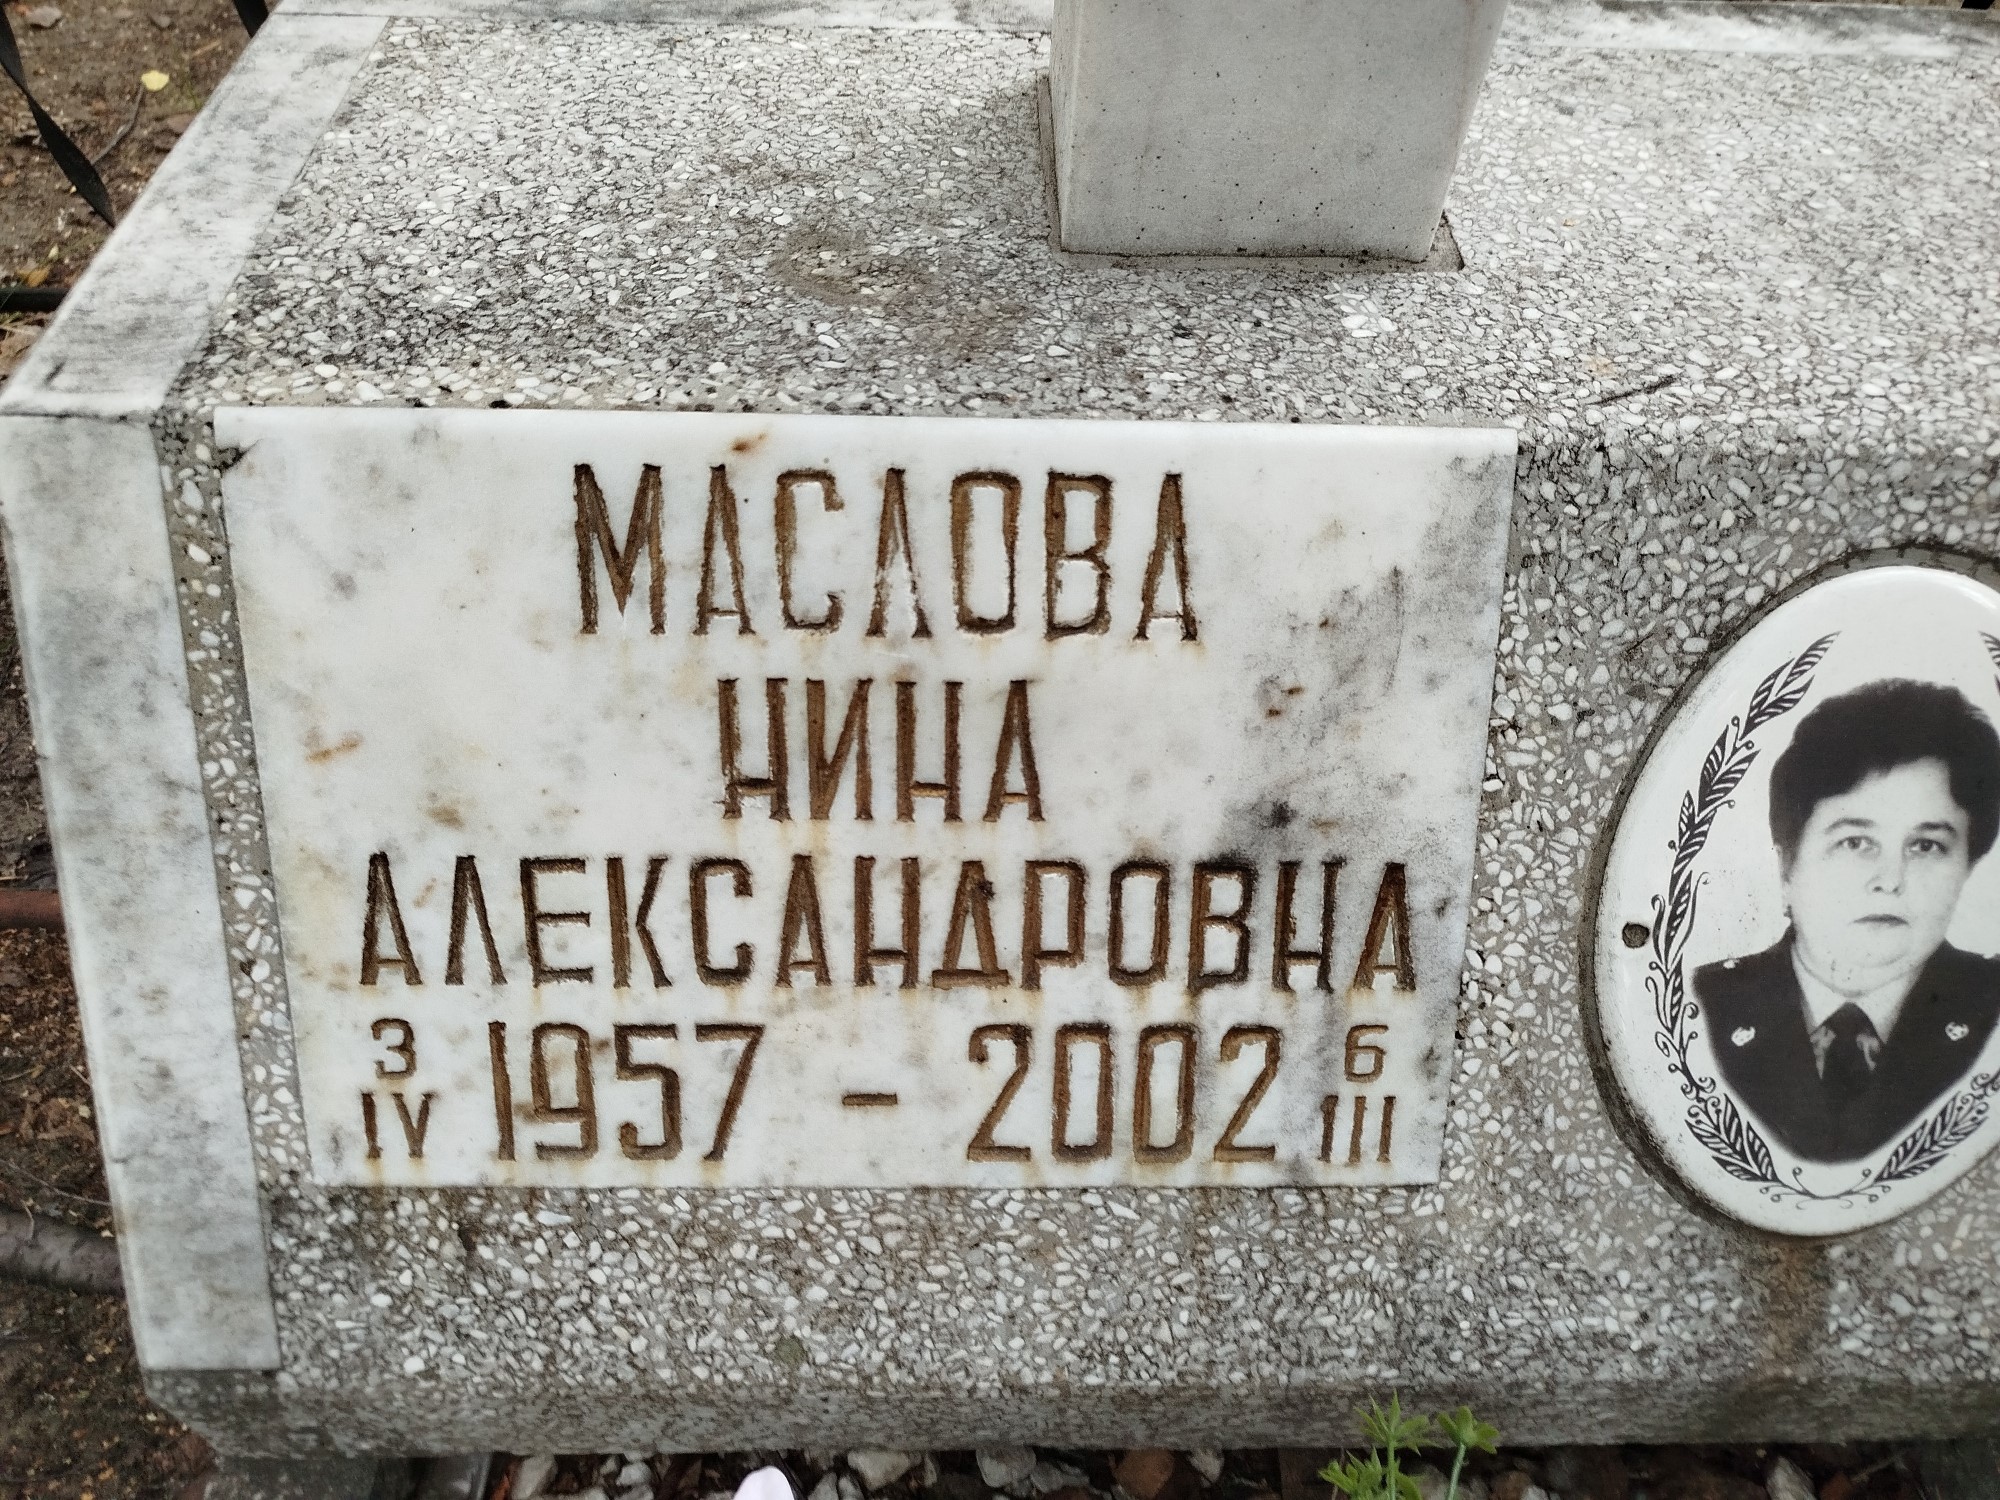 МАСЛОВА
НИНА
АЛЕКСАНДРОВНА
3 IV 1957 - 2002 6 III